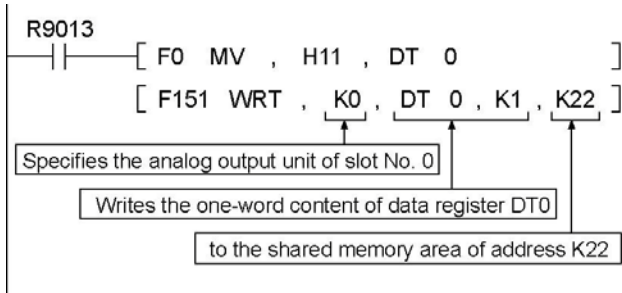 R9013
[ F0 MV , H11 , DT 0 ]
[ F151 WRT , K0 , DT 0 , K1 , K22 ]
Specifies the analog output unit of slot No. 0
Writes the one-word content of data register DT0
to the shared memory area of address K22